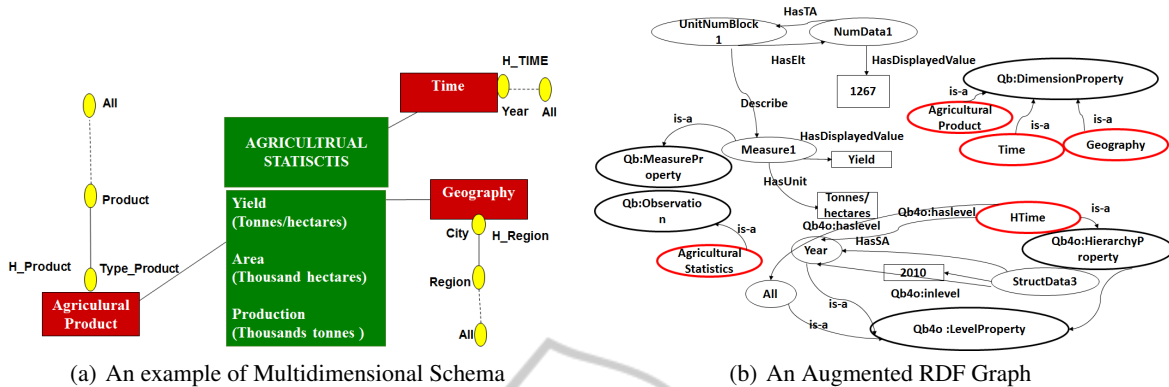 All
Product
H_Product
Type_Product
Agriculural
Product
AGRICULTRUAL
STATISCTIS
Yield
(Tonnes/hectares)
Area
(Thousand hectares)
Production
(Thousands tonnes )
Time
H_TIME
Year
All
Geography
City
H_Region
Region
All
(a) An example of Multidimensional Schema
UnitNumBlock
1
HasTA
NumData1
HasElt
HasDisplayedValue
1267
Describe
Qb:DimensionProperty
is-a
Agricultural
Product
is-a
Time
is-a
Geography
is-a
Measure1
HasDisplayedValue
Yield
Qb:MeasurePr
operty
HasUnit
Tonnes/
hectares
Qb:Observatio
n
is-a
Agricultural
Statistics
Qb4o:haslevel
Qb4o:haslevel
HTime
is-a
Qb4o:HierarchyP
roperty
Year
HasSA
2010
StructData3
Qb4o:inlevel
All
is-a
is-a
Qb4o :LevelProperty
(b) An Augmented RDF Graph